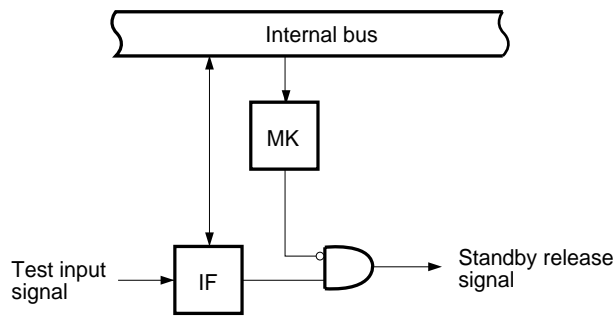 Internal bus
MK
Test input
signal
IF
Standby release
signal